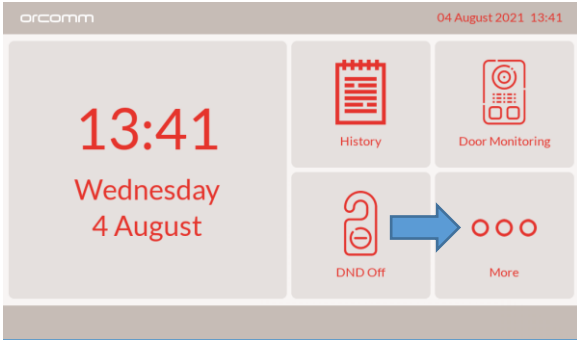 orcomm
04 August 2021 13:41
13:41
Wednesday
4 August
History
Door Monitoring
DND Off
More